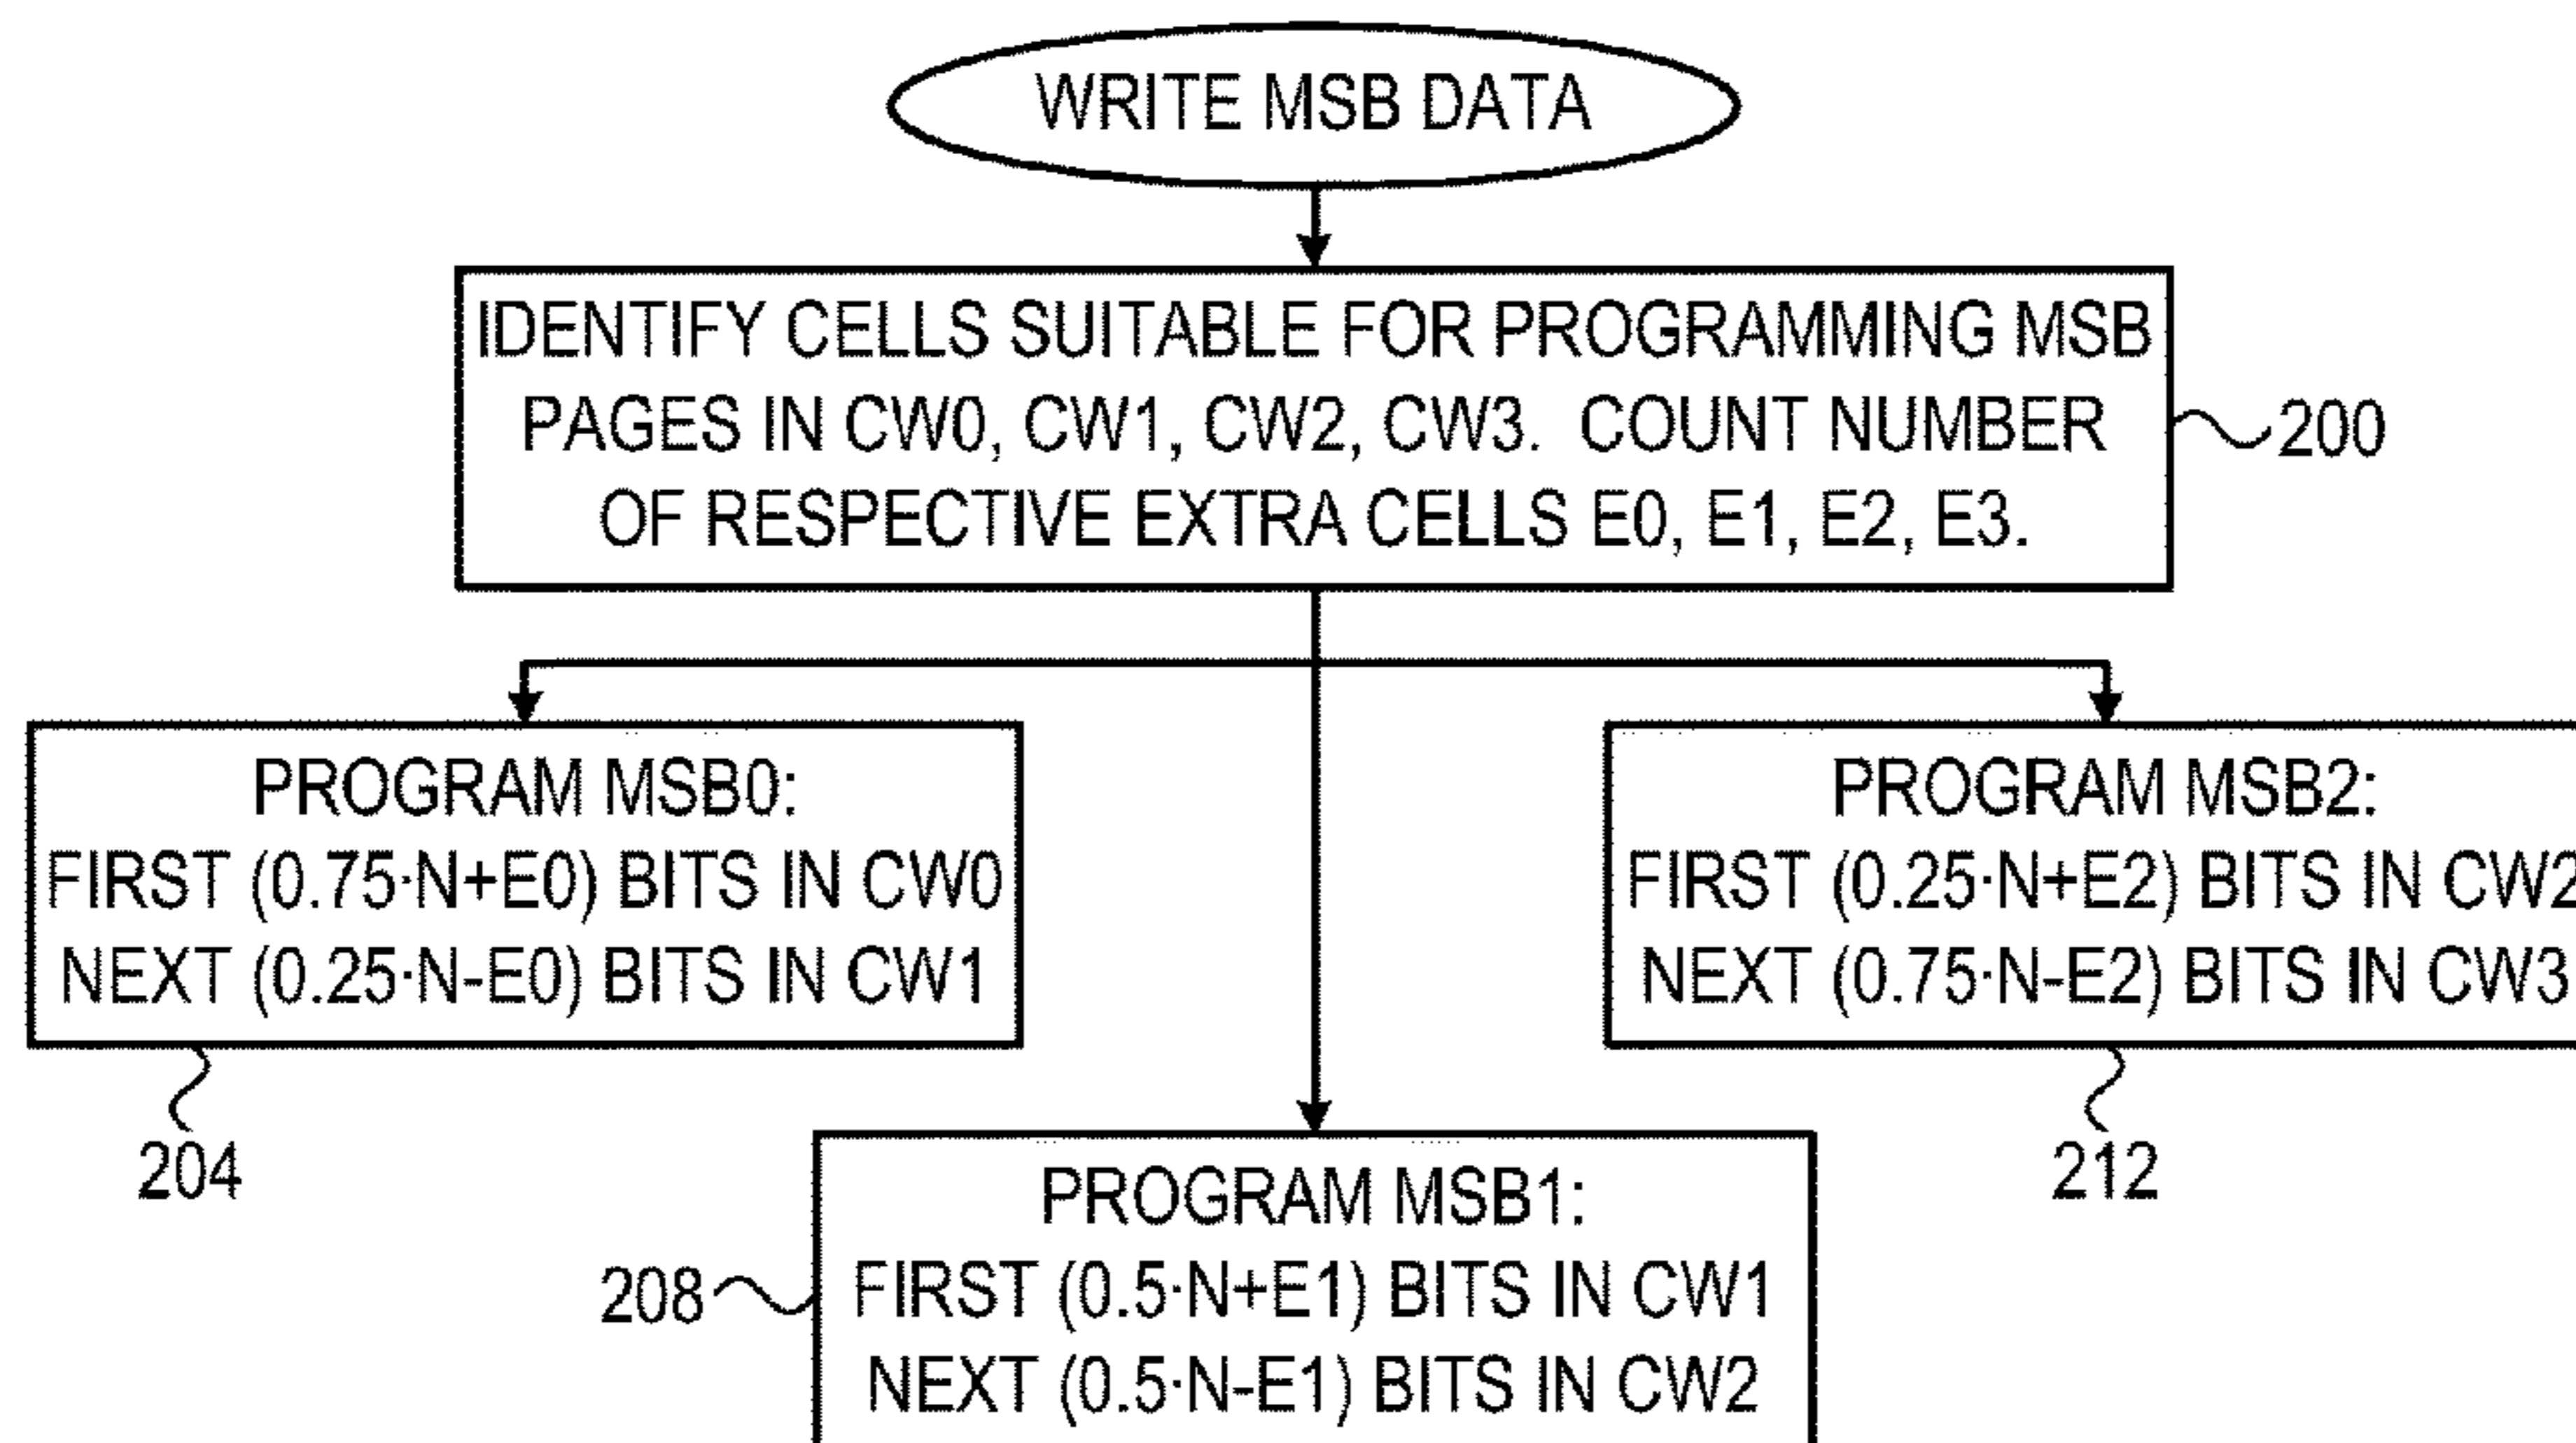 WRITE MSB DATA
IDENTIFY CELLS SUITABLE FOR PROGRAMMING MSB
PAGES IN CW0, CW1, CW2, CW3. COUNT NUMBER
OF RESPECTIVE EXTRA CELLS E0, E1, E2, E3.
200
PROGRAM MSB0:
FIRST (0.75·N+E0) BITS IN CW0
NEXT (0.25·N-E0) BITS IN CW1
204
PROGRAM MSB2:
FIRST (0.25·N+E2) BITS IN CW2
NEXT (0.75·N-E2) BITS IN CW3
212
PROGRAM MSB1:
FIRST (0.5·N+E1) BITS IN CW1
NEXT (0.5·N-E1) BITS IN CW2
208